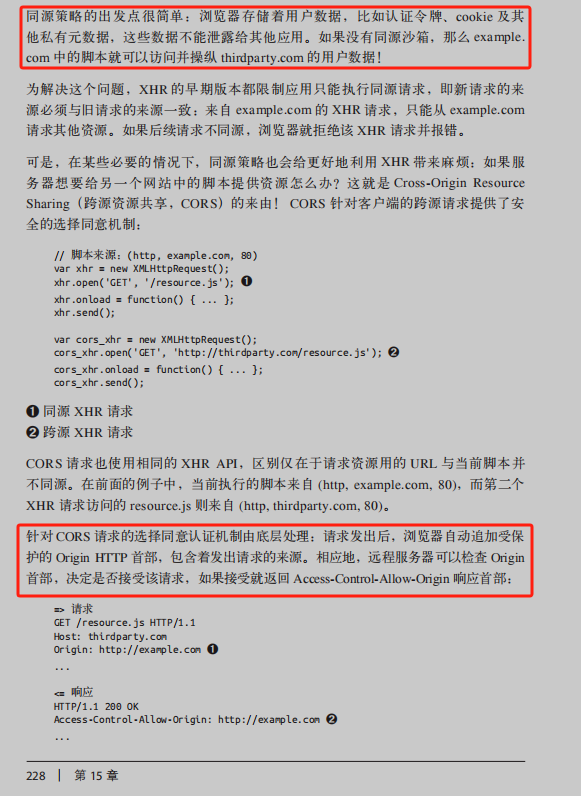 同源策略的出发点很简单：浏览器存储着用户数据，比如认证令牌、cookie 及其
他私有元数据，这些数据不能泄露给其他应用。如果没有同源沙箱，那么 example.
com 中的脚本就可以访问并操纵 thirdparty.com 的用户数据！
为解决这个问题，XHR 的早期版本都限制应用只能执行同源请求，即新请求的来
源必须与旧请求的来源一致：来自 example.com 的 XHR 请求，只能从 example.com
请求其他资源。如果后续请求不同源，浏览器就拒绝该 XHR 请求并报错。
可是，在某些必要的情况下，同源策略也会给更好地利用 XHR 带来麻烦：如果服
务器想要给另一个网站中的脚本提供资源怎么办？这就是 Cross-Origin Resource
Sharing（跨源资源共享，CORS）的来由！ CORS 针对客户端的跨源请求提供了安
全的选择同意机制：
// 脚本来源：(http, example.com, 80)
var xhr = new XMLHttpRequest();
xhr.open('GET', '/resource.js'); ❶
xhr.onload = function() { ... };
xhr.send();
var cors_xhr = new XMLHttpRequest();
cors_xhr.open('GET', 'http://thirdparty.com/resource.js'); ❷
cors_xhr.onload = function() { ... };
cors_xhr.send();
❶ 同源 XHR 请求
❷ 跨源 XHR 请求
CORS 请求也使用相同的 XHR API，区别仅在于请求资源用的 URL 与当前脚本并
不同源。在前面的例子中，当前执行的脚本来自 (http, example.com, 80)，而第二个
XHR 请求访问的 resource.js 则来自 (http, thirdparty.com, 80)。
针对 CORS 请求的选择同意认证机制由底层处理：请求发出后，浏览器自动追加受保
护的 Origin HTTP 首部，包含着发出请求的来源。相应地，远程服务器可以检查 Origin
首部，决定是否接受该请求，如果接受就返回 Access-Control-Allow-Origin 响应首部：
=> 请求
GET /resource.js HTTP/1.1
Host: thirdparty.com
Origin: http://example.com ❶
...
<= 响应
HTTP/1.1 200 OK
Access-Control-Allow-Origin: http://example.com ❷
...
228 | 第 15 章